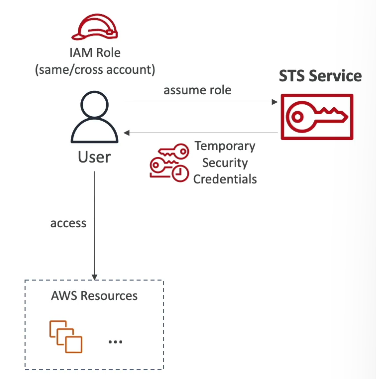 IAM Role
(same/cross account)
STS Service
assume role
User
Temporary
Security
Credentials
access
AWS Resources
...